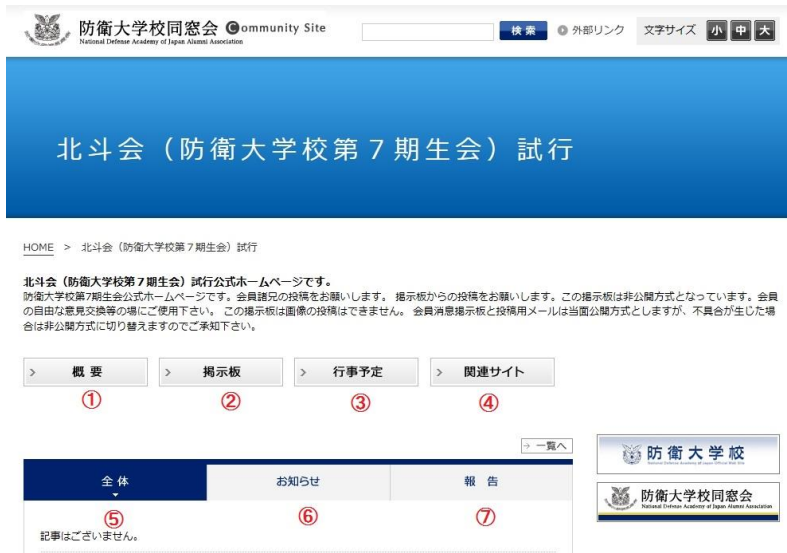 防衛大学校同窓会 Community Site
National Defense Academy of Japan Alumni Association
検索
外部リンク
文字サイズ 小 中 大
北斗会（防衛大学校第７期生会）試行
HOME > 北斗会（防衛大学校第７期生会）試行
北斗会（防衛大学校第７期生会）試行公式ホームページです。
防衛大学校第7期生会公式ホームページです。会員諸兄の投稿をお願いします。 掲示板からの投稿をお願いします。この掲示板は非公開方式となっています。会員
の自由な意見交換等の場にご使用下さい。 この掲示板は画像の投稿はできません。 会員消息掲示板と投稿用メールは当面公開方式としますが、不具合が生じた場
合は非公開方式に切り替えますのでご承知下さい。
> 概 要 > 掲示板 > 行事予定 > 関連サイト
① ② ③ ④
→ 一覧へ
防衛大学校
全 体 お知らせ 報 告
防衛大学校同窓会
National Defense Academy of Japan Alumni Association
⑤ ⑥ ⑦
記事はございません。